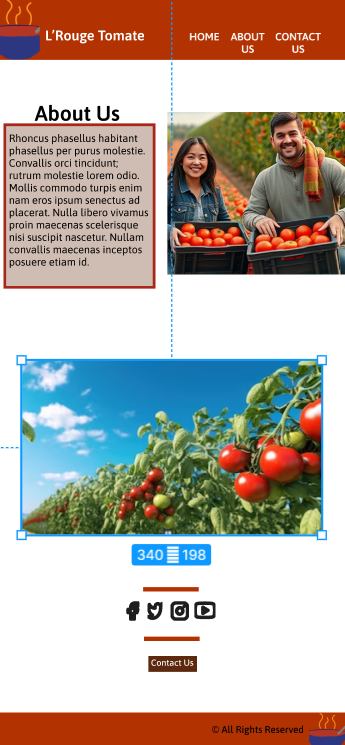 L'Rouge Tomate
HOME ABOUT US CONTACT US
About Us
Rhoncus phasellus habitant
phasellus per purus molestie.
Convallis orci tincidunt;
rutrum molestie lorem odio.
Mollis commodo turpis enim
nam eros ipsum senectus ad
placerat. Nulla libero vivamus
proin maecenas scelerisque
nisi suscipit nascetur. Nullam
convallis maecenas inceptos
posuere etiam id.
340 198
Contact Us
© All Rights Reserved